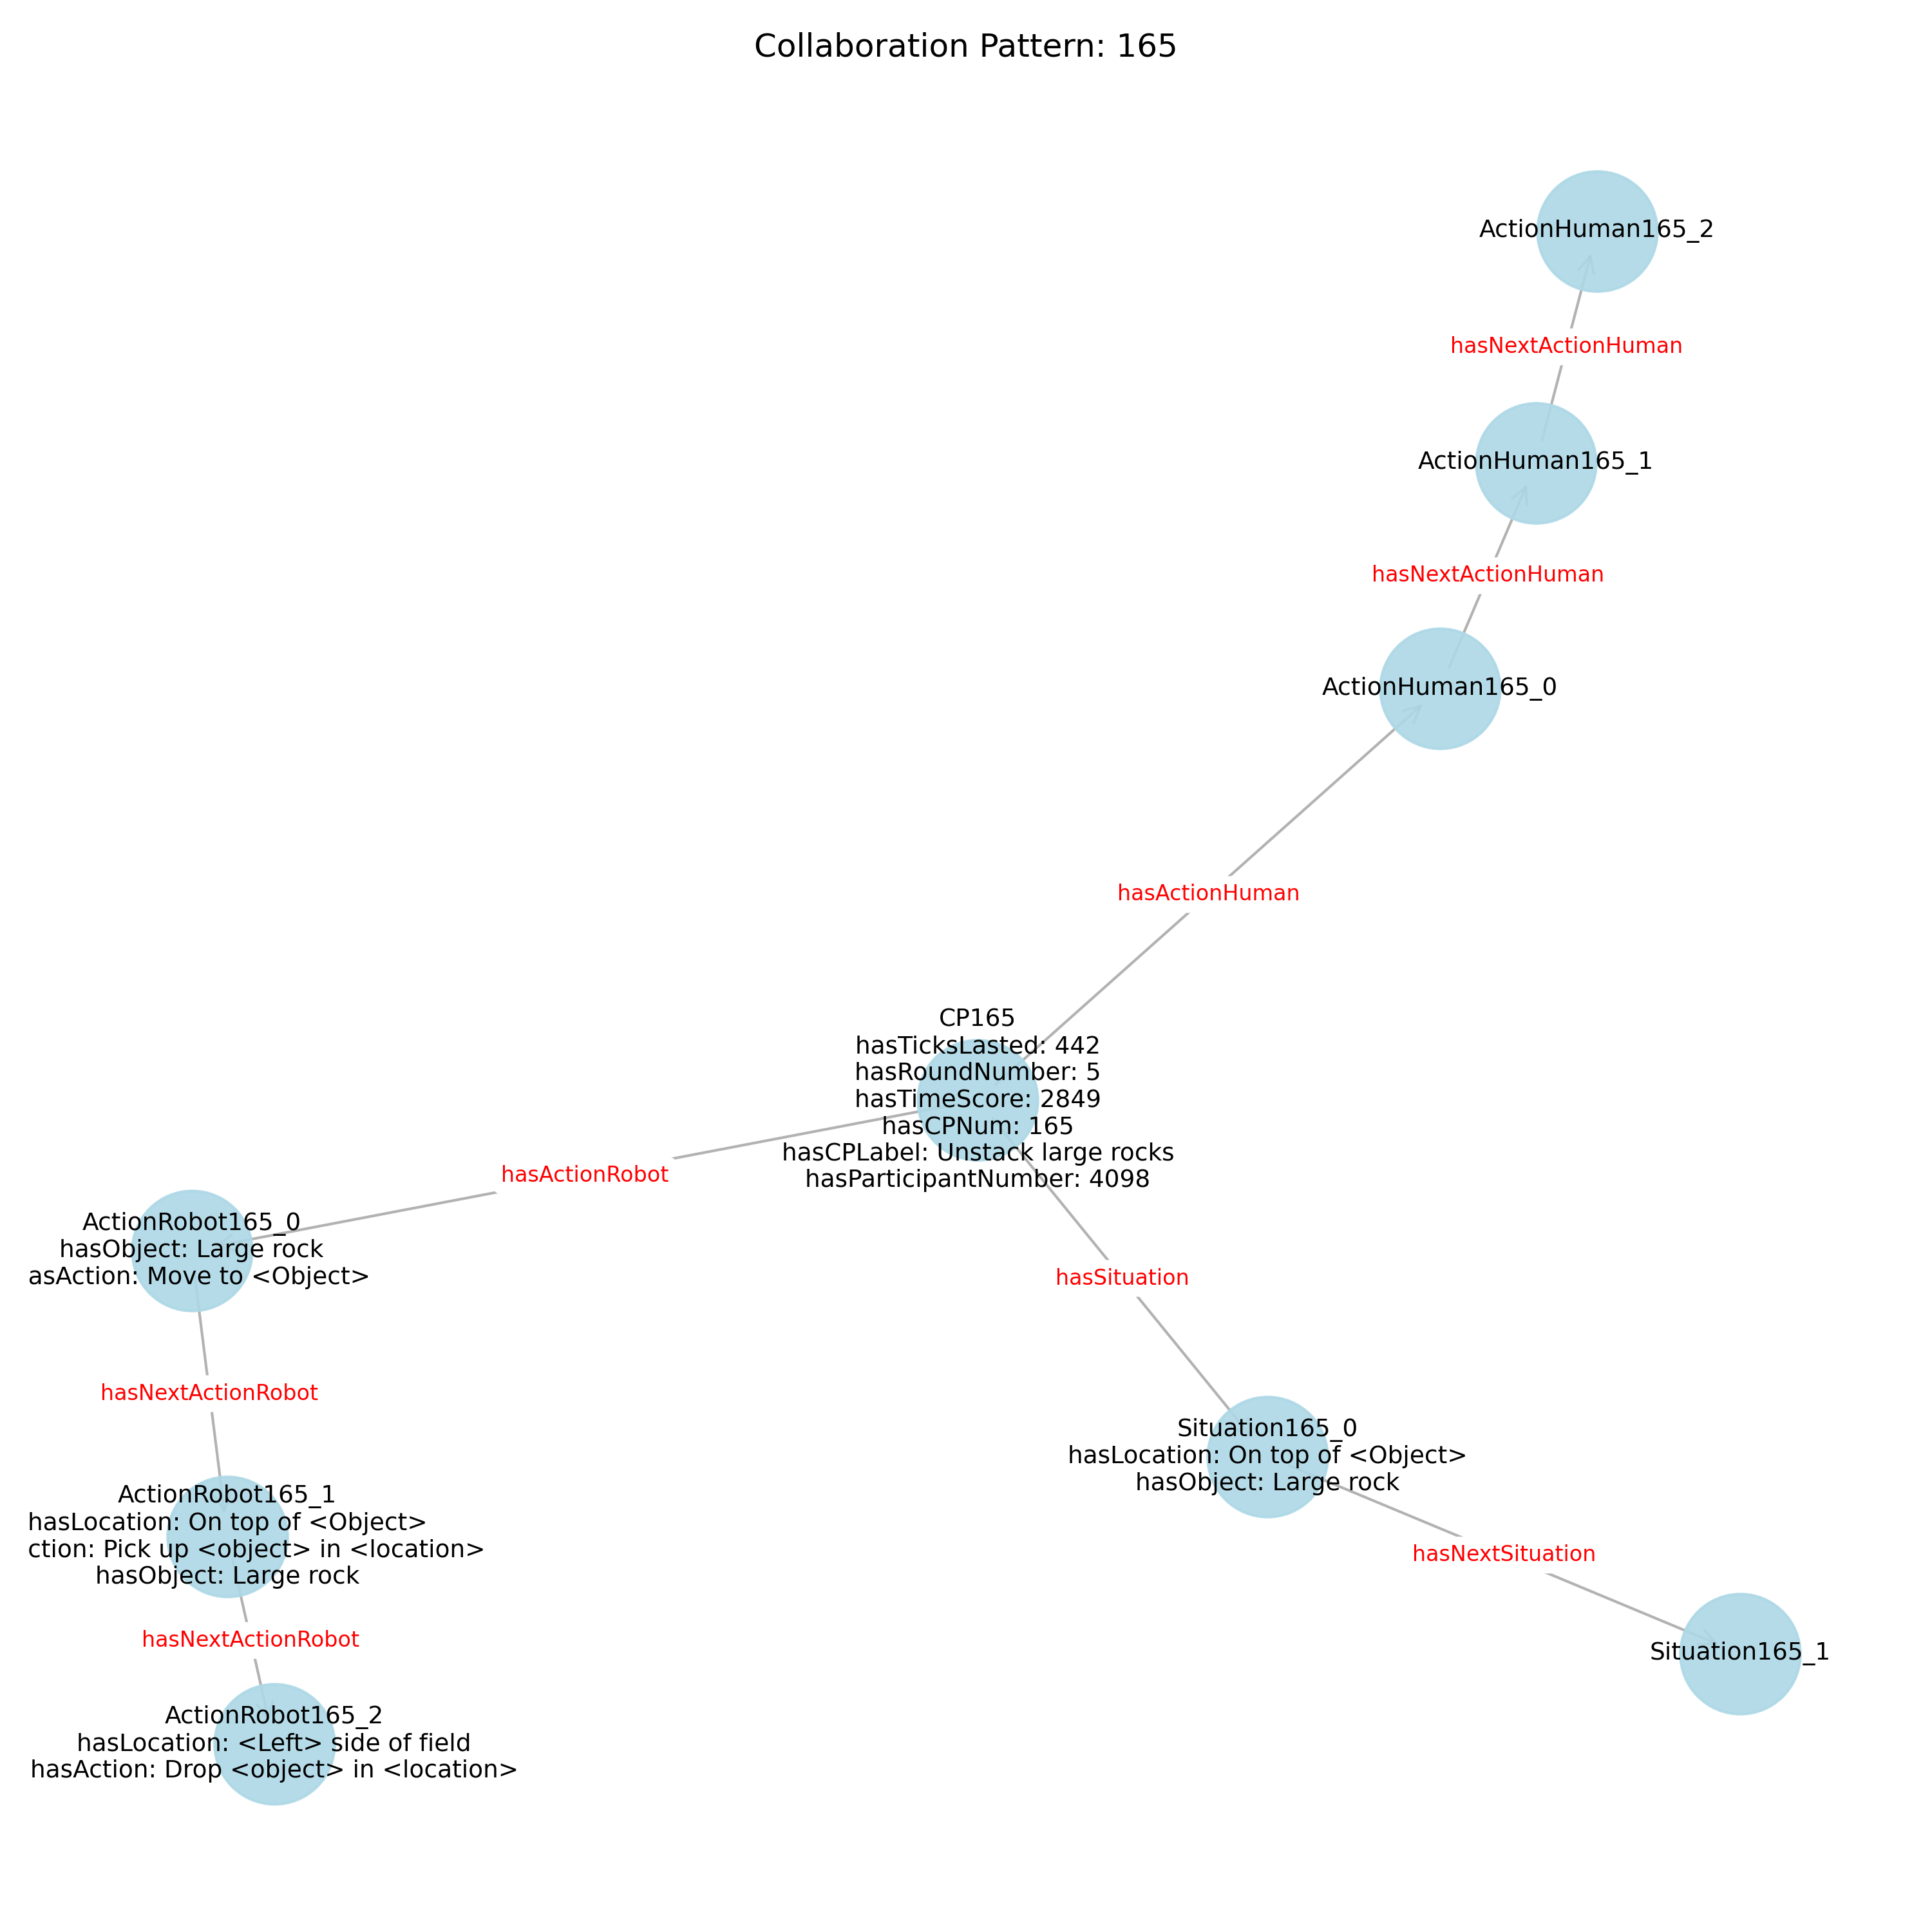 Collaboration Pattern: 165
ActionHuman165_2
hasNextActionHuman
ActionHuman165_1
hasNextActionHuman
ActionHuman165_0
hasActionHuman
CP165
hasTicksLasted: 442
hasRoundNumber: 5
hasTimeScore: 2849
hasCPNum: 165
hasCPLabel: Unstack large rocks
hasParticipantNumber: 4098
hasActionRobot
ActionRobot165_0
hasObject: Large rock
asAction: Move to <Object>
hasSituation
hasNextActionRobot
Situation165_0
hasLocation: On top of <Object>
hasObject: Large rock
ActionRobot165_1
hasLocation: On top of <Object>
ction: Pick up <object> in <location>
hasObject: Large rock
hasNextSituation
hasNextActionRobot
Situation165_1
ActionRobot165_2
hasLocation: <Left> side of field
hasAction: Drop <object> in <location>